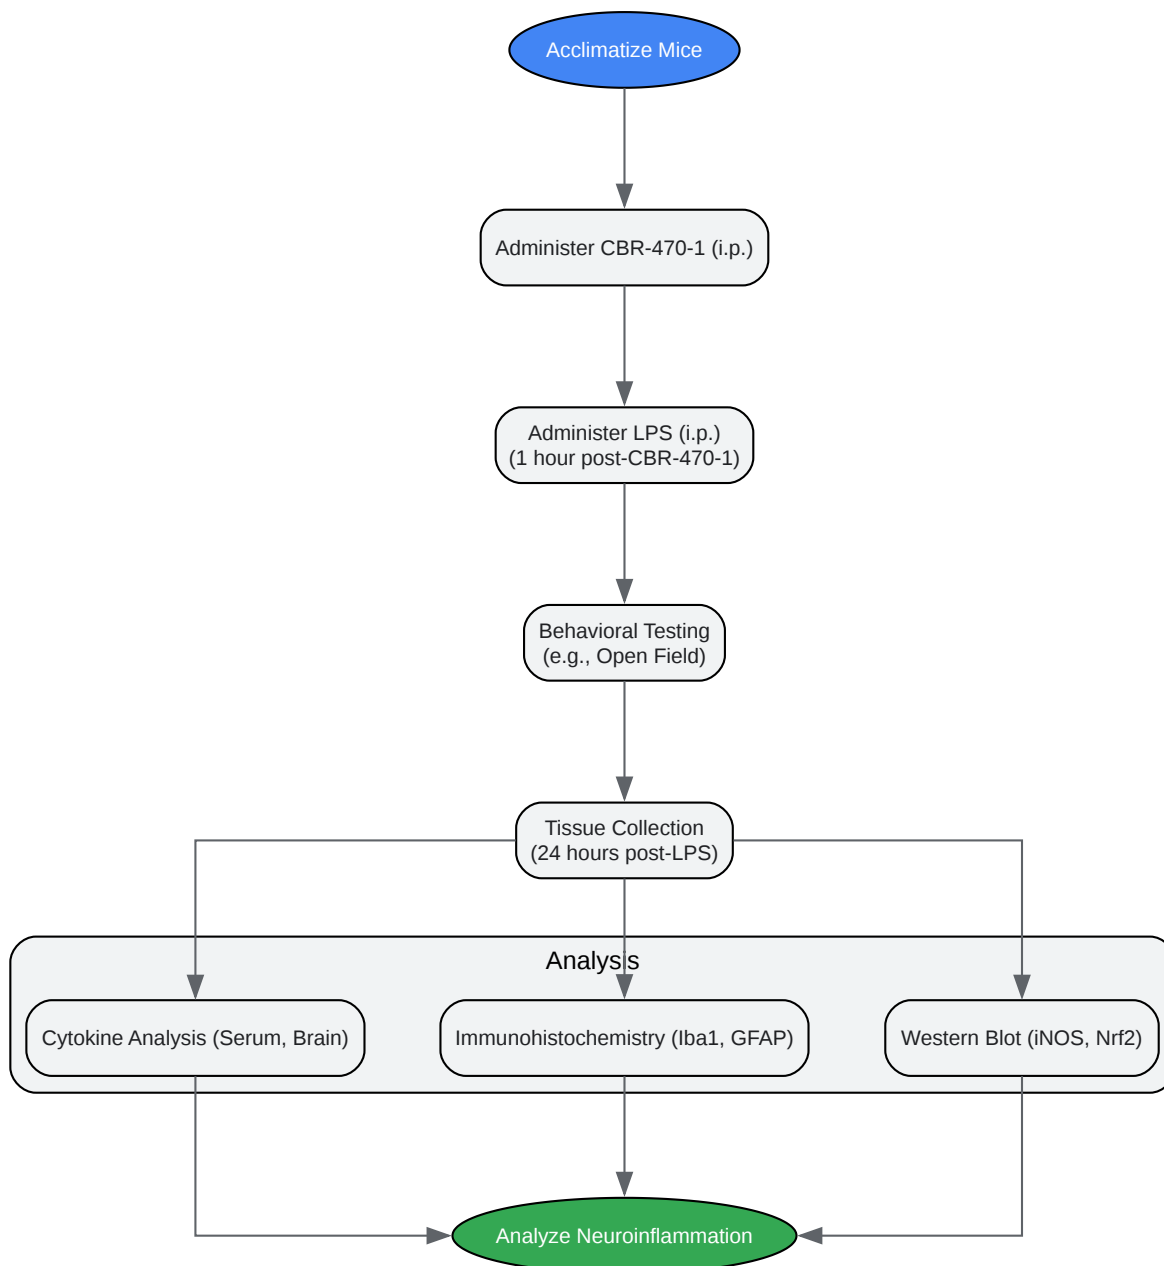 Acclimatize Mice
Administer CBR-470-1 (i.p.)
Administer LPS (i.p.)
(1 hour post-CBR-470-1)
Behavioral Testing
(e.g., Open Field)
Tissue Collection
(24 hours post-LPS)
Analysis
Cytokine Analysis (Serum, Brain)
Immunohistochemistry (Iba1, GFAP)
Western Blot (iNOS, Nrf2)
Analyze Neuroinflammation